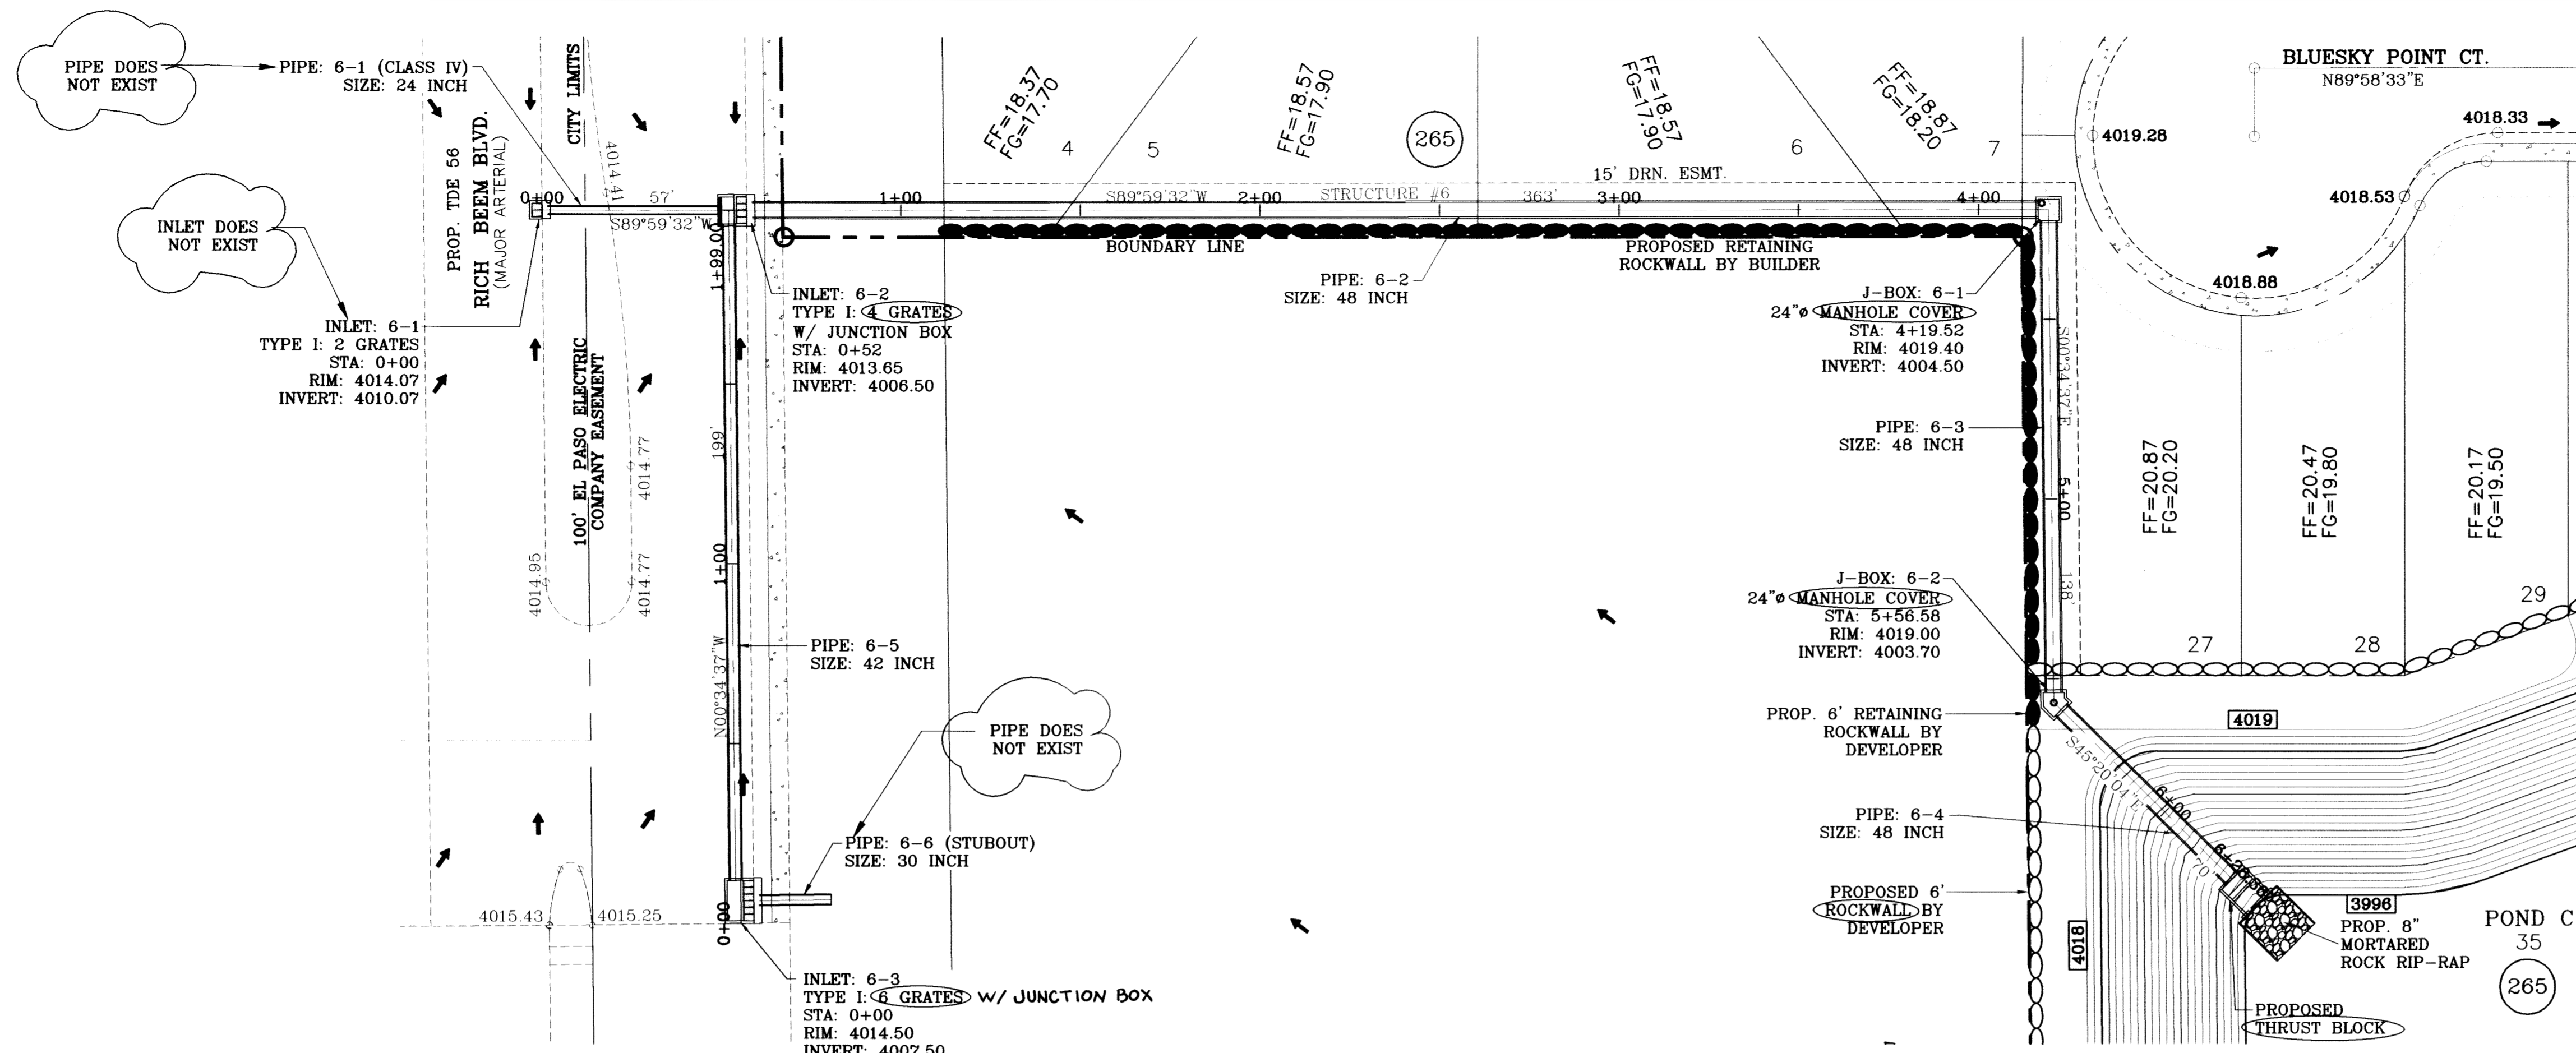 PIPE DOES
NOT EXIST
PIPE: 6-1 (CLASS IV)
SIZE: 24 INCH
INLET DOES
NOT EXIST
INLET: 6-1
TYPE I: 2 GRATES
STA: 0+00
RIM: 4014.07
INVERT: 4010.07
PROP. TDE 56
RICH BEEM BLVD.
(MAJOR ARTERIAL)
CITY LIMITS
4014.41
0+00
57'
S89°59'32"W
100' EL PASO ELECTRIC
COMPANY EASEMENT
4014.95
4014.77
4014.77
4015.43
4015.25
1+99.00
199'
1+00
N00°34'37"W
0+00
INLET: 6-2
TYPE I: 4 GRATES
W/ JUNCTION BOX
STA: 0+52
RIM: 4013.65
INVERT: 4006.50
PIPE: 6-5
SIZE: 42 INCH
PIPE DOES
NOT EXIST
PIPE: 6-6 (STUBOUT)
SIZE: 30 INCH
INLET: 6-3
TYPE I: 6 GRATES W/ JUNCTION BOX
STA: 0+00
RIM: 4014.50
INVERT: 4007.50
FF=18.37
FG=17.70
4
5
FF=18.57
FG=17.90
265
FF=18.57
FG=17.90
6
FF=18.87
FG=18.20
7
15' DRN. ESMT.
1+00
S89°59'32"W
2+00
STRUCTURE #6
363'
3+00
4+00
BOUNDARY LINE
PROPOSED RETAINING
ROCKWALL BY BUILDER
PIPE: 6-2
SIZE: 48 INCH
J-BOX: 6-1
24"ø MANHOLE COVER
STA: 4+19.52
RIM: 4019.40
INVERT: 4004.50
S00°34'37"E
PIPE: 6-3
SIZE: 48 INCH
5+00
138'
J-BOX: 6-2
24"ø MANHOLE COVER
STA: 5+56.58
RIM: 4019.00
INVERT: 4003.70
PROP. 6' RETAINING
ROCKWALL BY
DEVELOPER
PIPE: 6-4
SIZE: 48 INCH
PROPOSED 6'
ROCKWALL BY
DEVELOPER
BLUESKY POINT CT.
N89°58'33"E
4018.33
4019.28
4018.53
4018.88
FF=20.87
FG=20.20
FF=20.47
FG=19.80
FF=20.17
FG=19.50
27
28
29
4019
S45°20'04"E
6+00
70'
4018
3996
PROP. 8"
MORTARED
ROCK RIP-RAP
POND C
35
265
PROPOSED
THRUST BLOCK